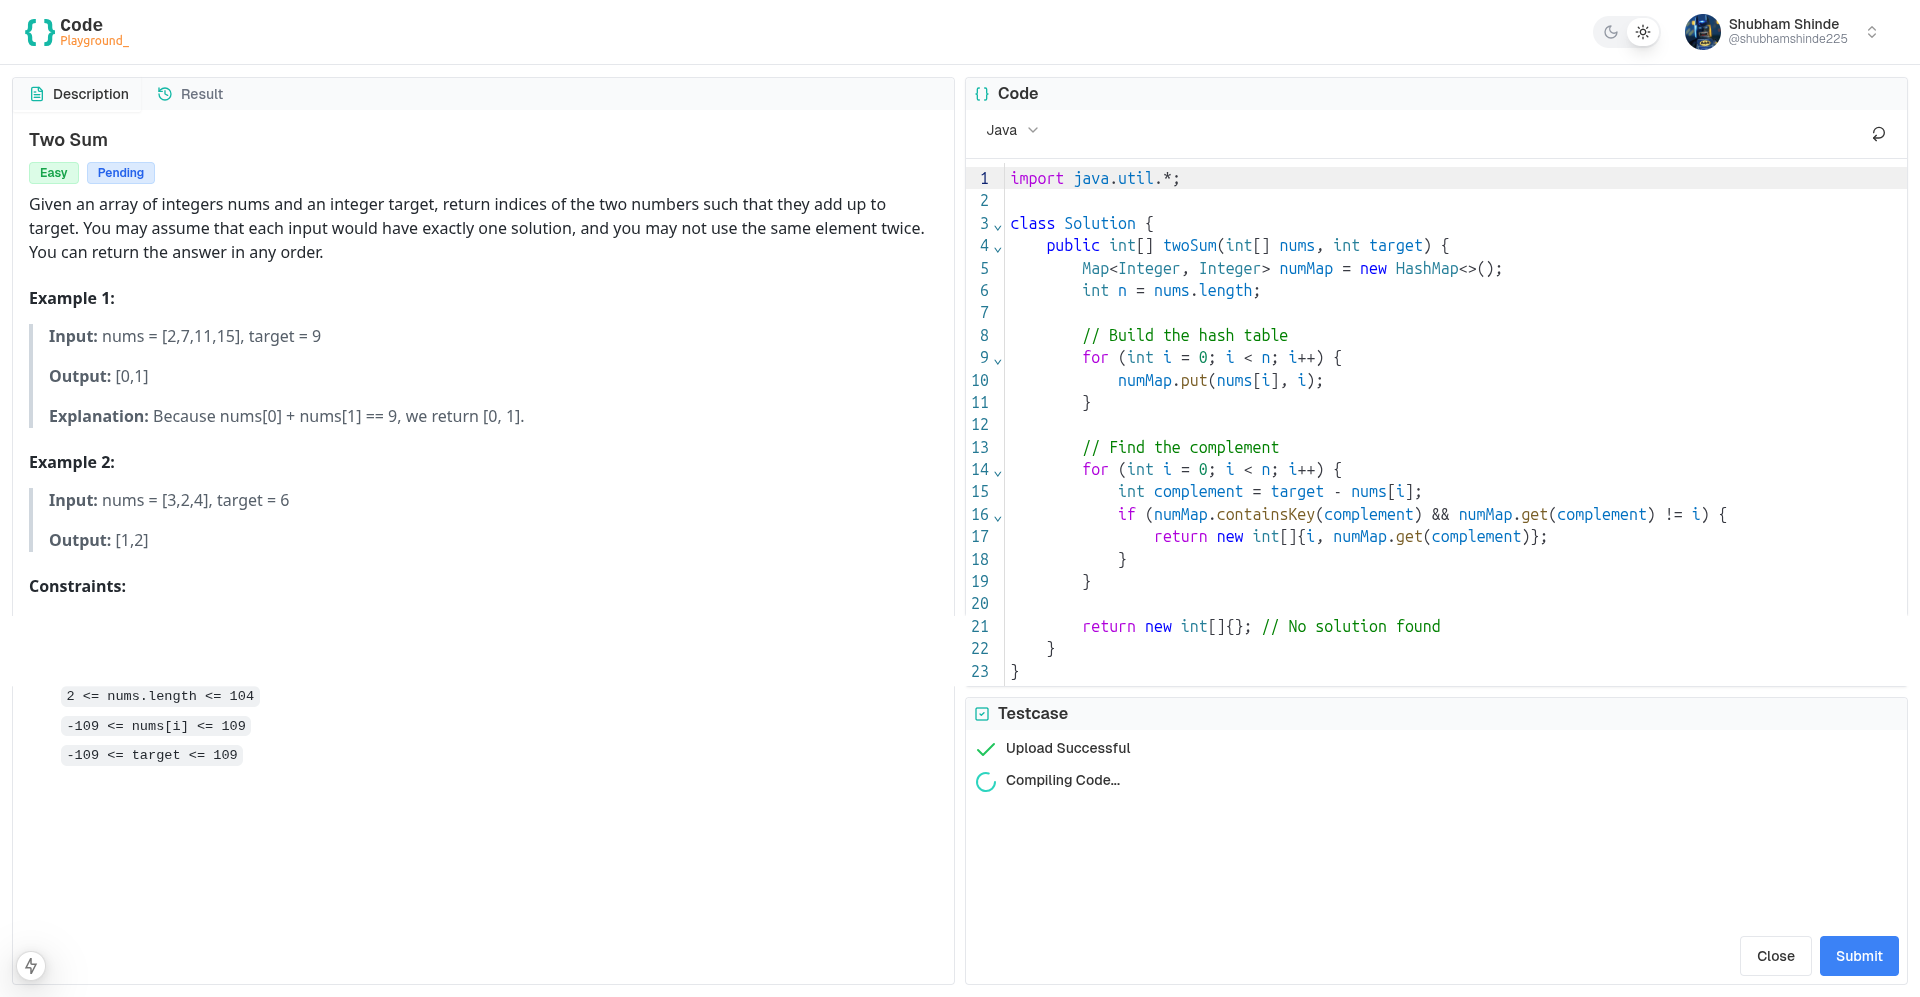 { } Code
Playground_
Shubham Shinde
@shubhamshinde225
Description
Result
Two Sum
Easy
Pending
Given an array of integers nums and an integer target, return indices of the two numbers such that they add up to
target. You may assume that each input would have exactly one solution, and you may not use the same element twice.
You can return the answer in any order.
Example 1:
Input: nums = [2,7,11,15], target = 9
Output: [0,1]
Explanation: Because nums[0] + nums[1] == 9, we return [0, 1].
Example 2:
Input: nums = [3,2,4], target = 6
Output: [1,2]
Constraints:
2 <= nums.length <= 104
-109 <= nums[i] <= 109
-109 <= target <= 109
{ } Code
Java
1 import java.util.*;
2
3 class Solution {
4     public int[] twoSum(int[] nums, int target) {
5         Map<Integer, Integer> numMap = new HashMap<>();
6         int n = nums.length;
7
8         // Build the hash table
9         for (int i = 0; i < n; i++) {
10             numMap.put(nums[i], i);
11         }
12
13         // Find the complement
14         for (int i = 0; i < n; i++) {
15             int complement = target - nums[i];
16             if (numMap.containsKey(complement) && numMap.get(complement) != i) {
17                 return new int[]{i, numMap.get(complement)};
18             }
19         }
20
21         return new int[]{}; // No solution found
22     }
23 }
Testcase
Upload Successful
Compiling Code...
Close
Submit